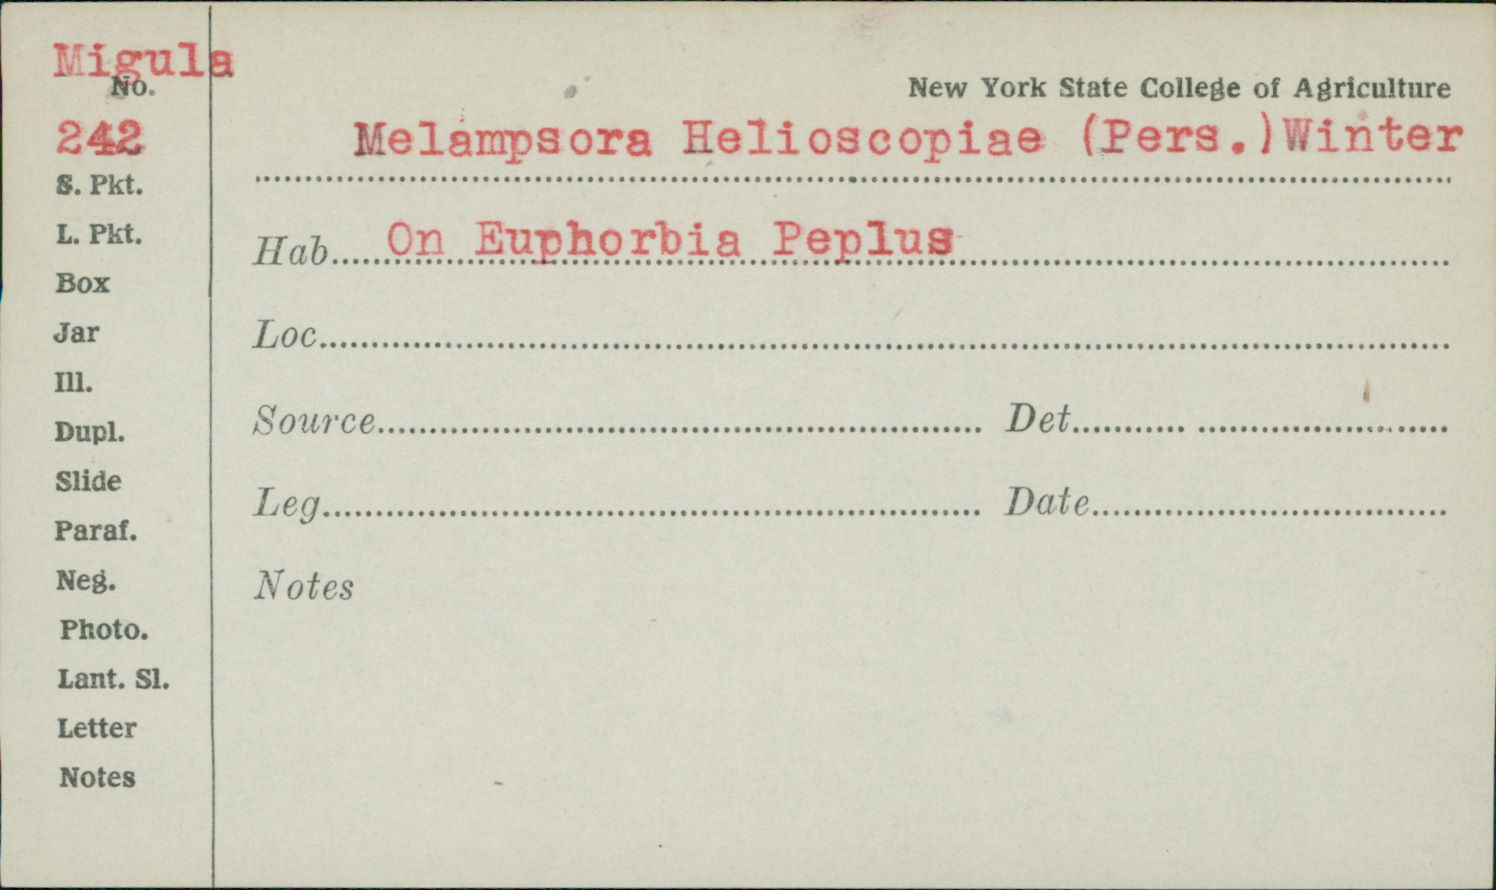 Migula
No.
242
S. Pkt.
L. Pkt.
Box
Jar
Ill.
Dupl.
Slide
Paraf.
Neg.
Photo.
Lant. Sl.
Letter
Notes
New York State College of Agriculture
Melampsora Helioscopiae (Pers.)Winter
Hab. On Euphorbia Peplus
Loc.
Source Det.
Leg. Date
Notes